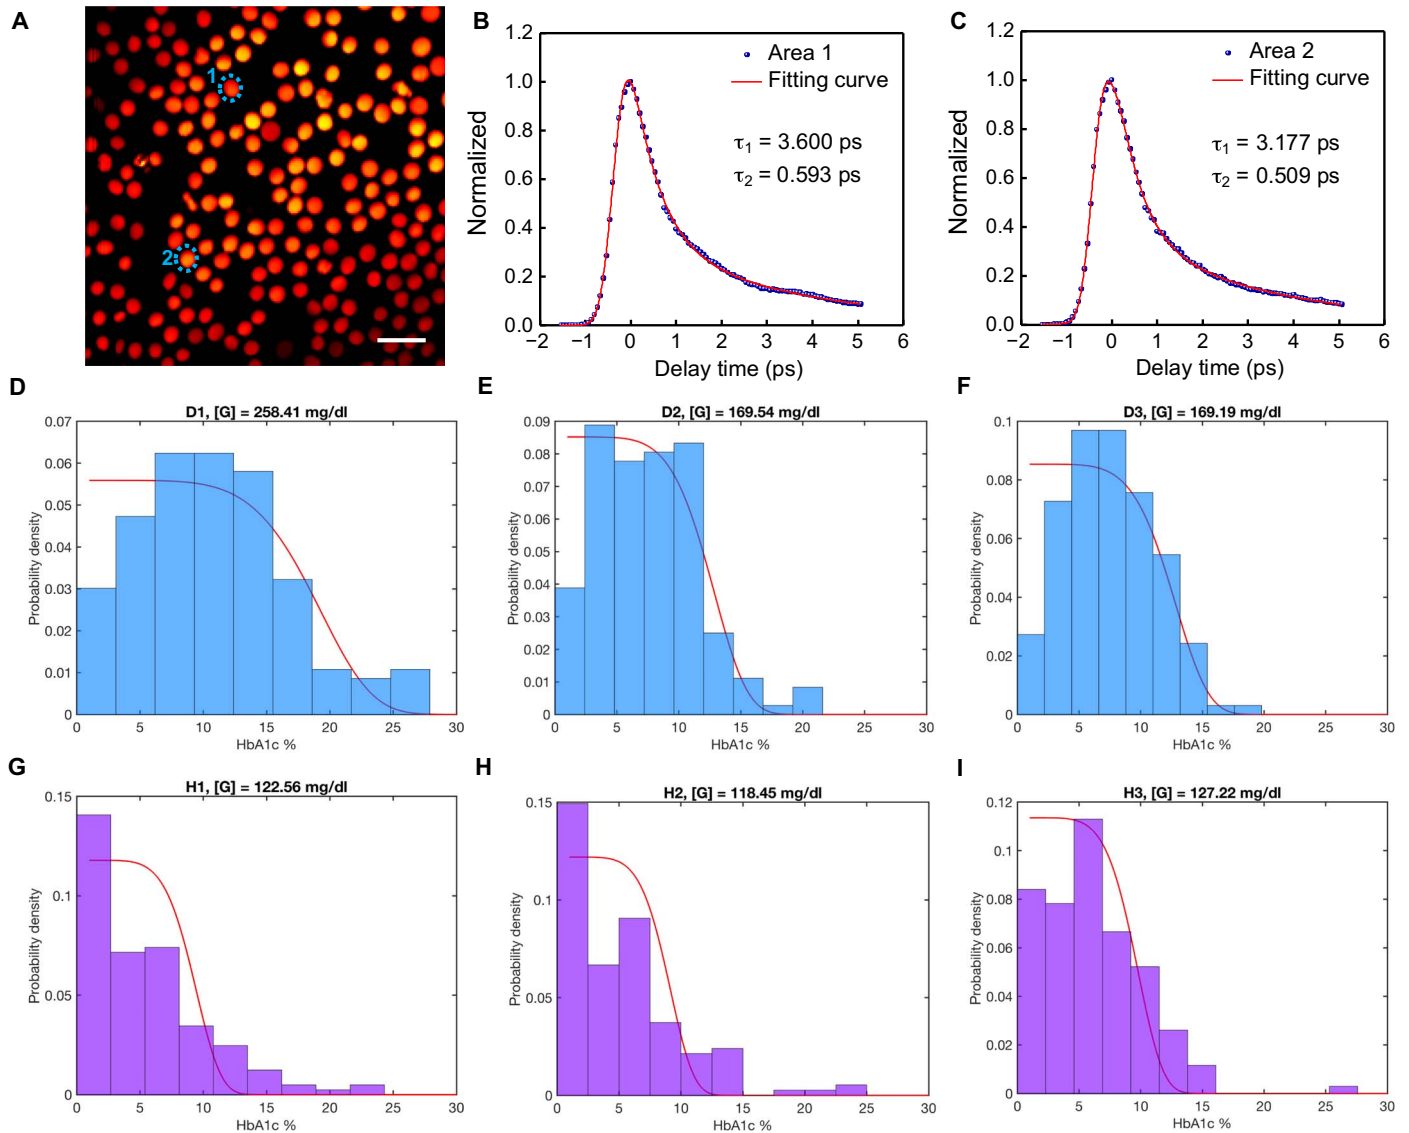 A
1
2
B
1.2
1.0
0.8
0.6
0.4
0.2
0.0
Normalized
Area 1
Fitting curve
τ1 = 3.600 ps
τ2 = 0.593 ps
−2 −1 0 1 2 3 4 5 6
Delay time (ps)
C
1.2
1.0
0.8
0.6
0.4
0.2
0.0
Normalized
Area 2
Fitting curve
τ1 = 3.177 ps
τ2 = 0.509 ps
−2 −1 0 1 2 3 4 5 6
Delay time (ps)
D
D1, [G] = 258.41 mg/dl
0.07
0.06
0.05
0.04
0.03
0.02
0.01
0
Probability density
0 5 10 15 20 25 30
HbA1c %
E
D2, [G] = 169.54 mg/dl
0.09
0.08
0.07
0.06
0.05
0.04
0.03
0.02
0.01
0
Probability density
0 5 10 15 20 25 30
HbA1c %
F
D3, [G] = 169.19 mg/dl
0.1
0.08
0.06
0.04
0.02
0
Probability density
0 5 10 15 20 25 30
HbA1c %
G
H1, [G] = 122.56 mg/dl
0.15
0.1
0.05
0
Probability density
0 5 10 15 20 25 30
HbA1c %
H
H2, [G] = 118.45 mg/dl
0.15
0.1
0.05
0
Probability density
0 5 10 15 20 25 30
HbA1c %
I
H3, [G] = 127.22 mg/dl
0.12
0.1
0.08
0.06
0.04
0.02
0
Probability density
0 5 10 15 20 25 30
HbA1c %